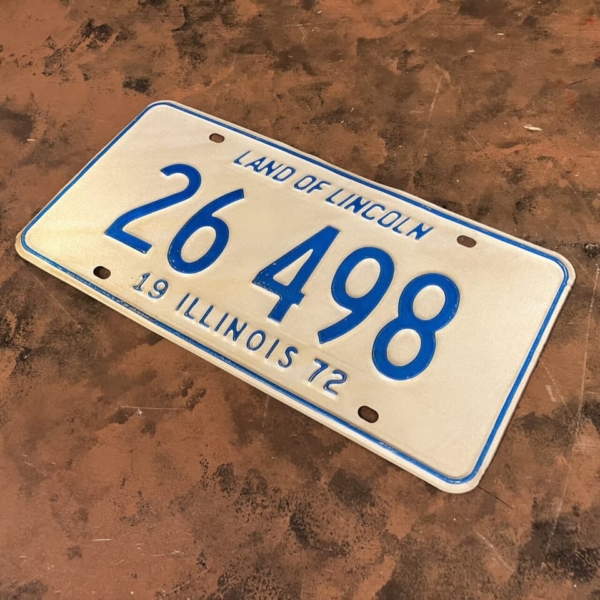 LAND OF LINCOLN
26 498
19 ILLINOIS 72